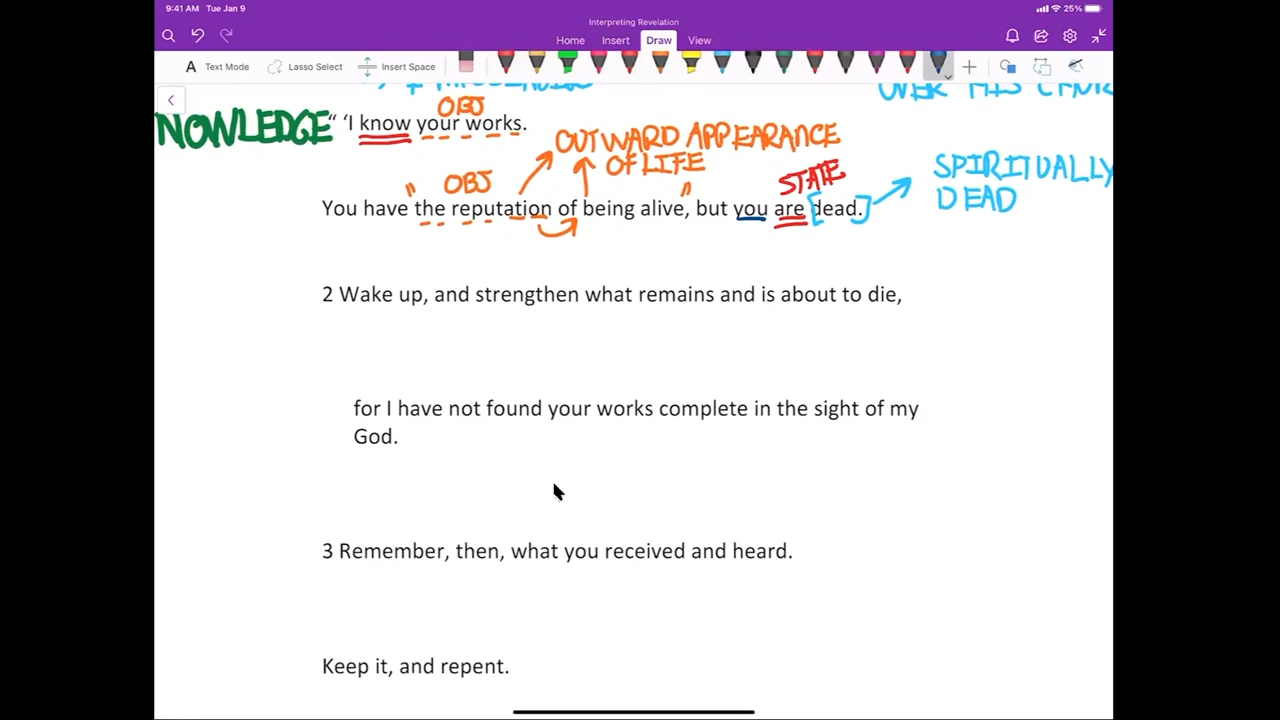 9:41 AM Tue Jan 9
25%
Interpreting Revelation
Home Insert Draw View
A Text Mode Lasso Select Insert Space
OVER HIS
OBJ
NOWLEDGE “ ‘I know your works.
OUTWARD APPEARANCE
OF LIFE
OBJ
STATE
SPIRITUALLY
DEAD
" "
You have the reputation of being alive, but you are [dead.]
2 Wake up, and strengthen what remains and is about to die,
for I have not found your works complete in the sight of my
God.
3 Remember, then, what you received and heard.
Keep it, and repent.